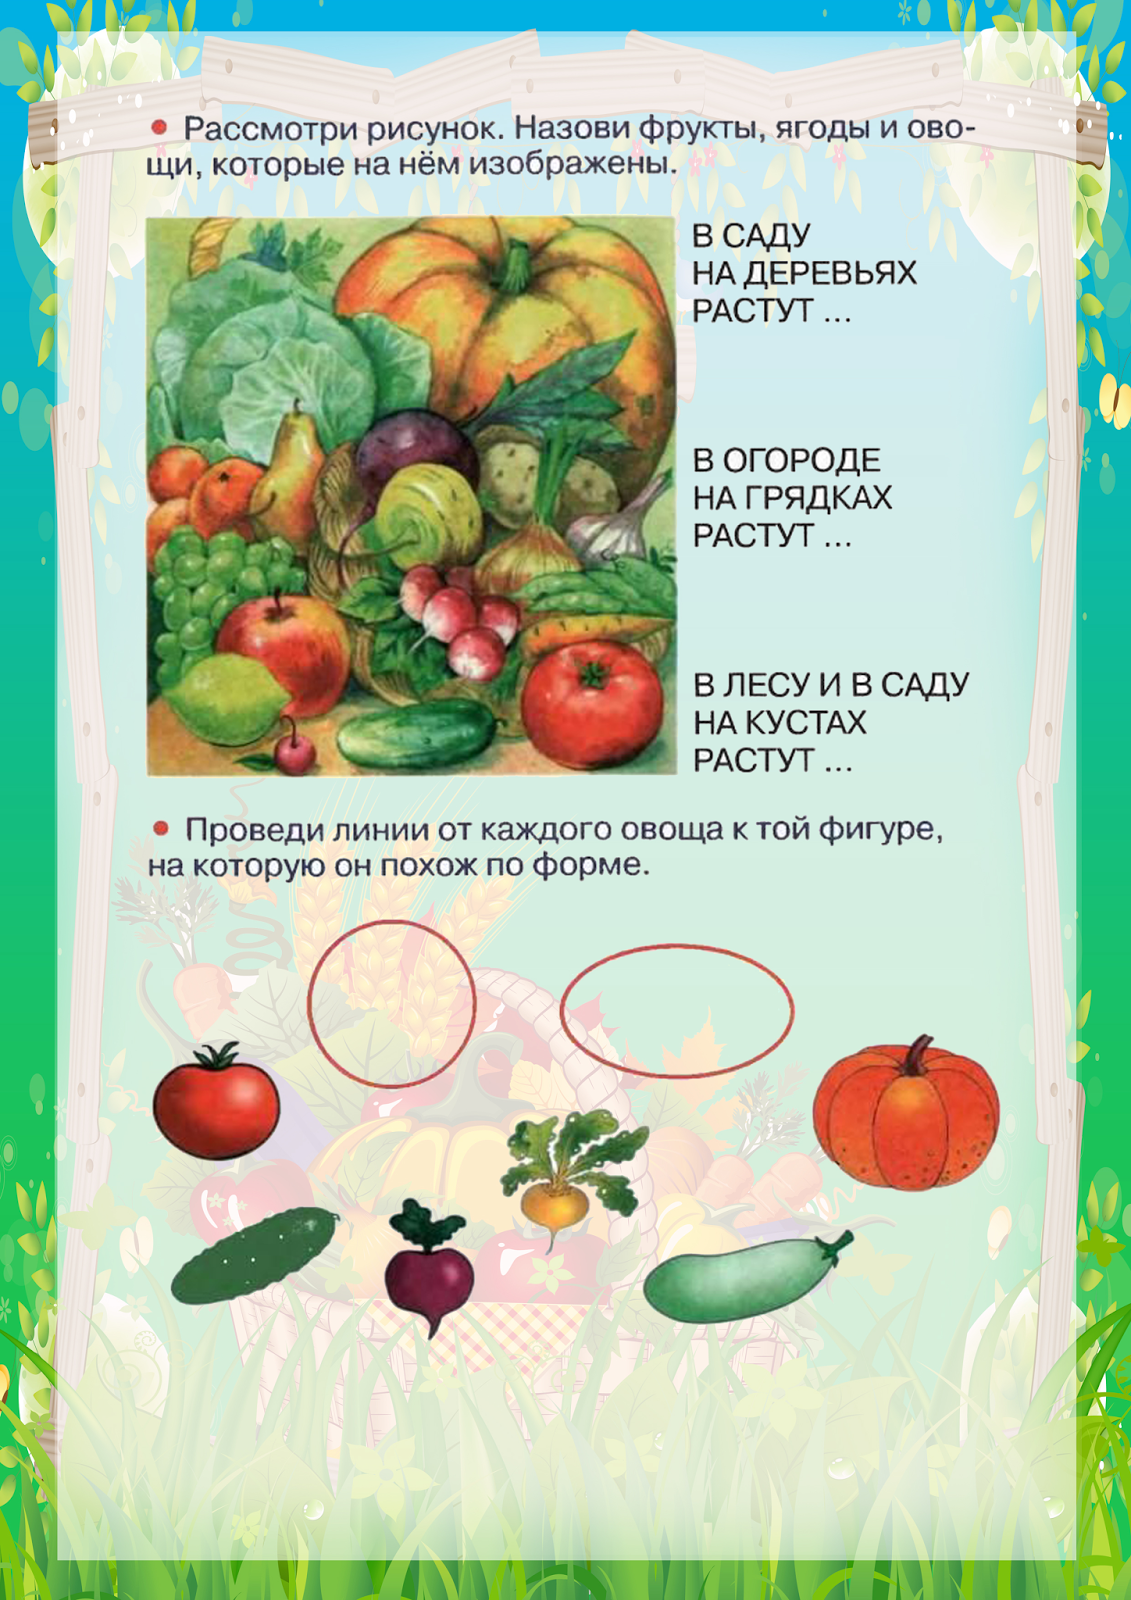 • Рассмотри рисунок. Назови фрукты, ягоды и ово-
щи, которые на нём изображены.
В САДУ
НА ДЕРЕВЬЯХ
РАСТУТ ...
В ОГОРОДЕ
НА ГРЯДКАХ
РАСТУТ ...
В ЛЕСУ И В САДУ
НА КУСТАХ
РАСТУТ ...
• Проведи линии от каждого овоща к той фигуре,
на которую он похож по форме.